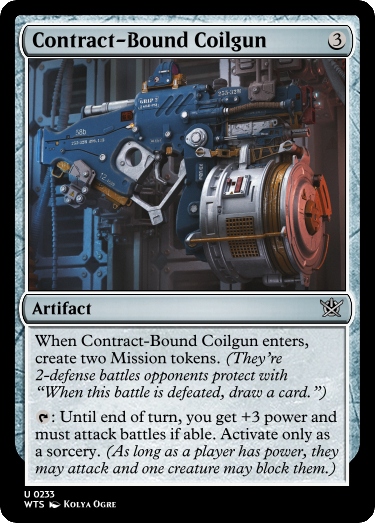 Contract-Bound Coilgun 3
58b
Artifact
When Contract-Bound Coilgun enters,
create two Mission tokens. (They're
2-defense battles opponents protect with
“When this battle is defeated, draw a card.”)
: Until end of turn, you get +3 power and
must attack battles if able. Activate only as
a sorcery. (As long as a player has power, they
may attack and one creature may block them.)
U 0233
WTS Kolya Ogre